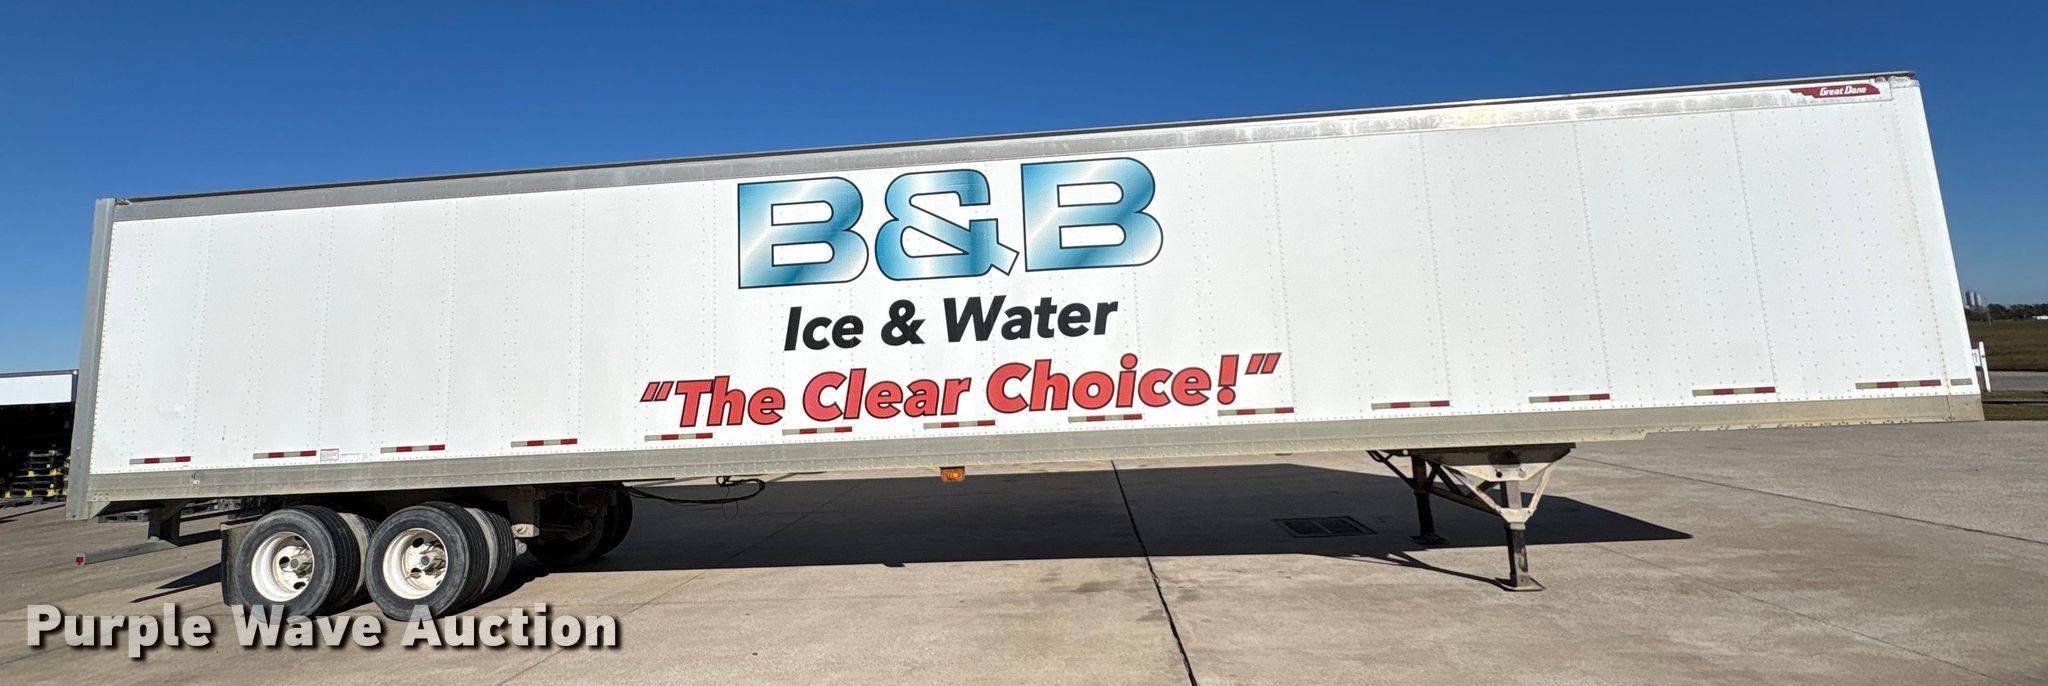 Great Dane
B&B
Ice & Water
"The Clear Choice!"
Purple Wave Auction